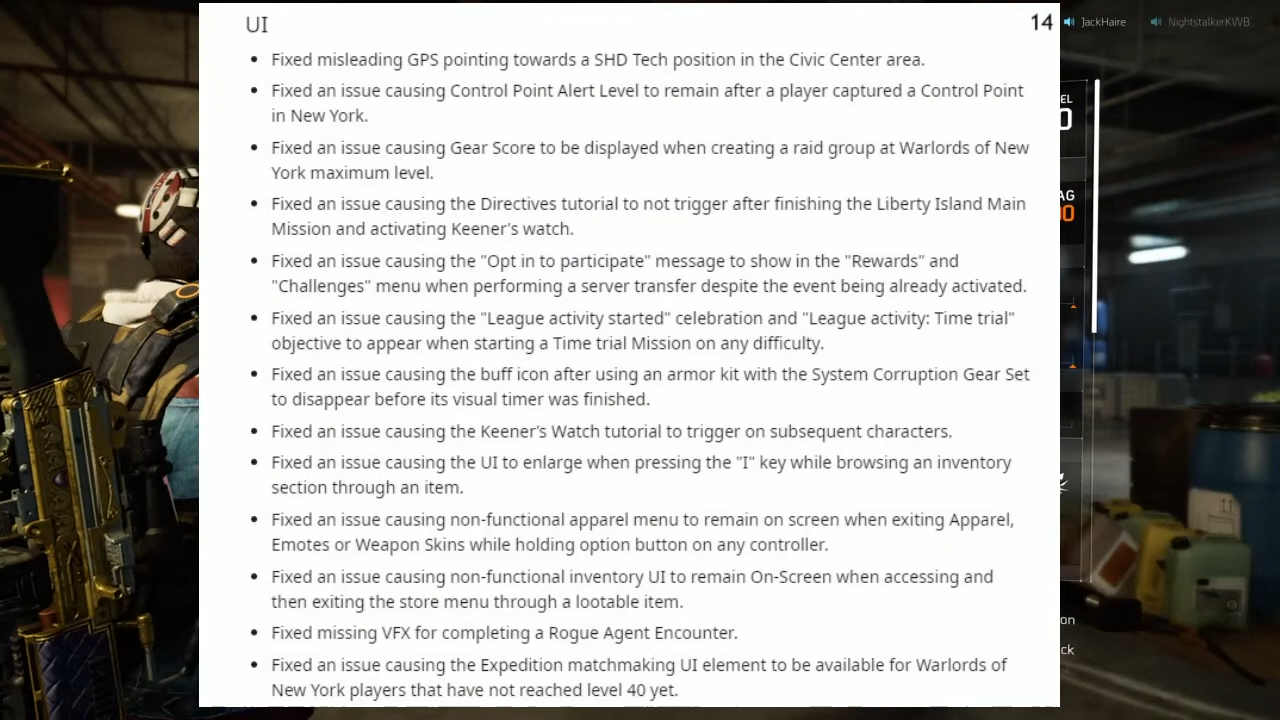 UI
14
JackHaire
NightstalkerKWB
• Fixed misleading GPS pointing towards a SHD Tech position in the Civic Center area.
• Fixed an issue causing Control Point Alert Level to remain after a player captured a Control Point
in New York.
• Fixed an issue causing Gear Score to be displayed when creating a raid group at Warlords of New
York maximum level.
• Fixed an issue causing the Directives tutorial to not trigger after finishing the Liberty Island Main
Mission and activating Keener's watch.
• Fixed an issue causing the "Opt in to participate" message to show in the "Rewards" and
"Challenges" menu when performing a server transfer despite the event being already activated.
• Fixed an issue causing the "League activity started" celebration and "League activity: Time trial"
objective to appear when starting a Time trial Mission on any difficulty.
• Fixed an issue causing the buff icon after using an armor kit with the System Corruption Gear Set
to disappear before its visual timer was finished.
• Fixed an issue causing the Keener's Watch tutorial to trigger on subsequent characters.
• Fixed an issue causing the UI to enlarge when pressing the "I" key while browsing an inventory
section through an item.
• Fixed an issue causing non-functional apparel menu to remain on screen when exiting Apparel,
Emotes or Weapon Skins while holding option button on any controller.
• Fixed an issue causing non-functional inventory UI to remain On-Screen when accessing and
then exiting the store menu through a lootable item.
• Fixed missing VFX for completing a Rogue Agent Encounter.
• Fixed an issue causing the Expedition matchmaking UI element to be available for Warlords of
New York players that have not reached level 40 yet.